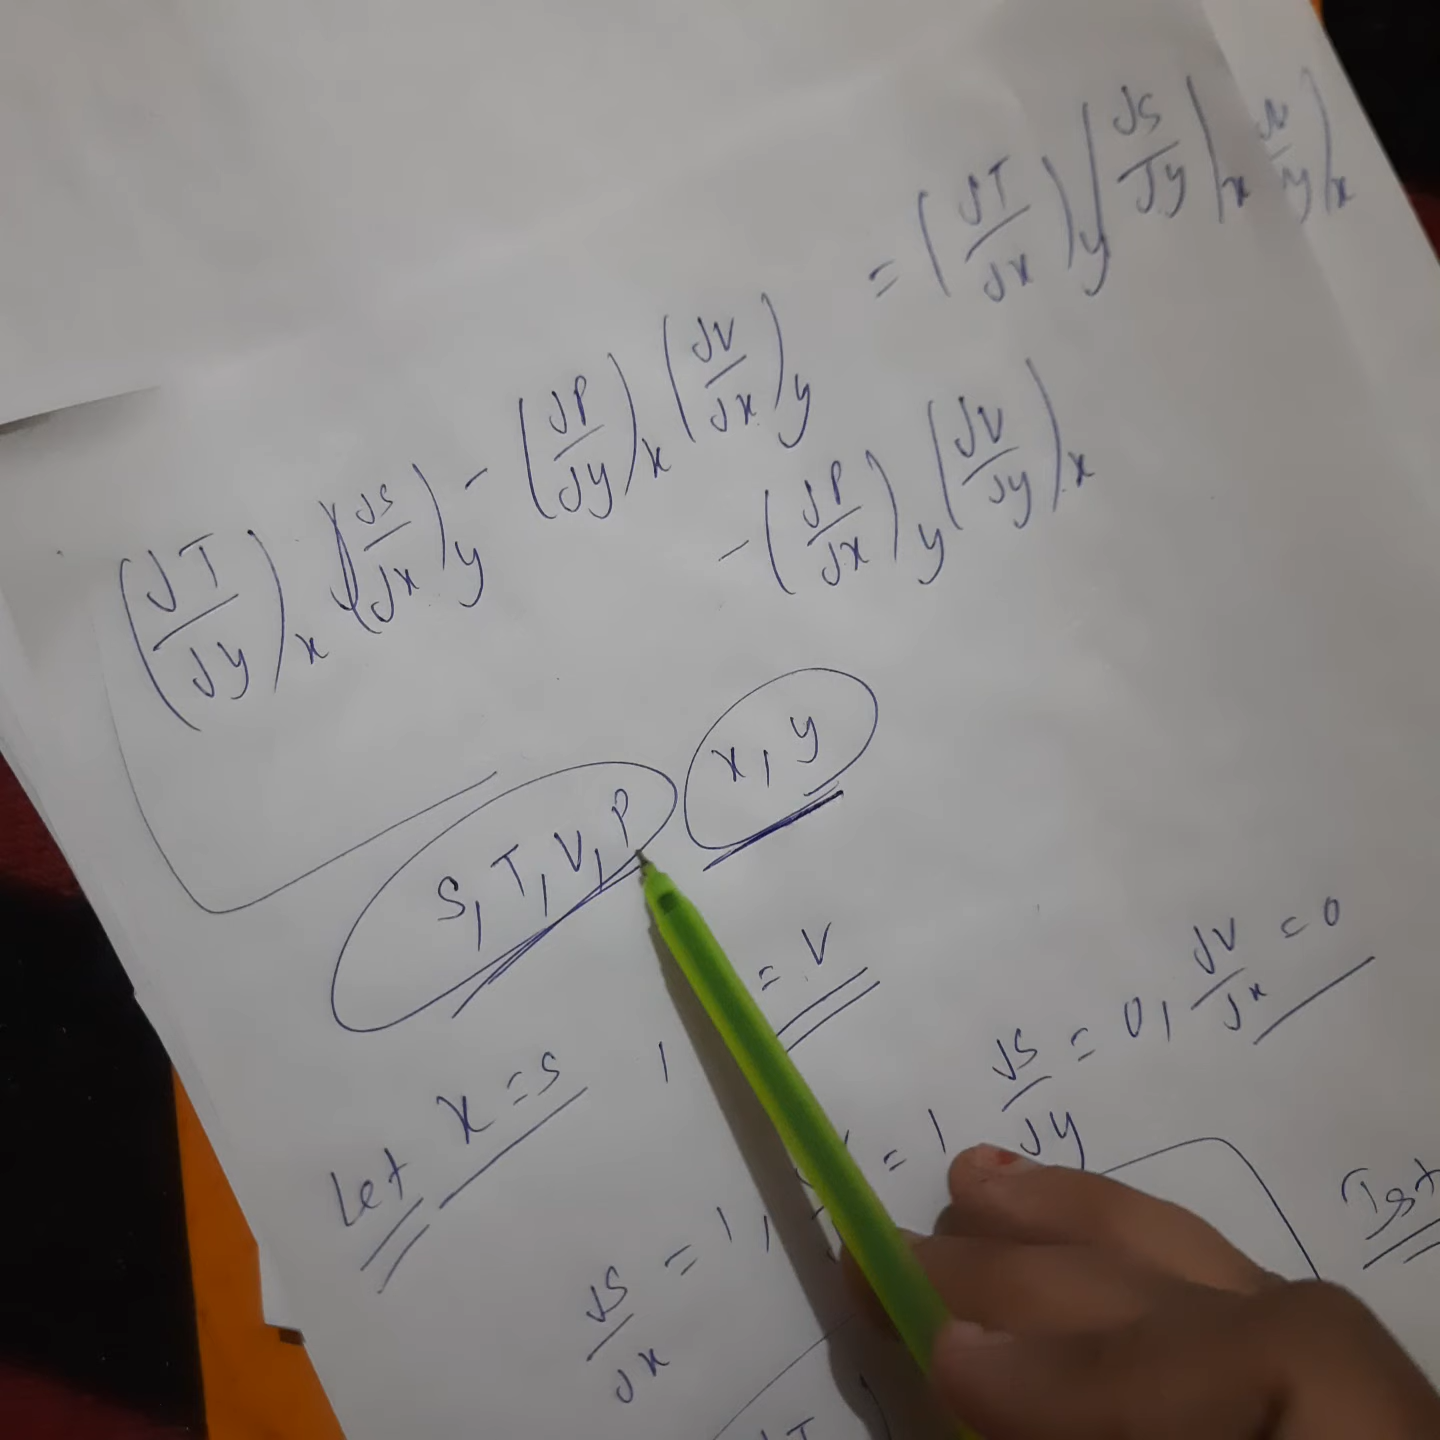 (∂T/∂y)x (∂S/∂x)y - (∂P/∂y)x (∂V/∂x)y = (∂T/∂x)y (∂S/∂y)x
- (∂P/∂x)y (∂V/∂y)x
S, T, V, P x, y
Let x = S , = V
∂S/∂x = 1, = 1 ∂S/∂y = 0, ∂V/∂x = 0